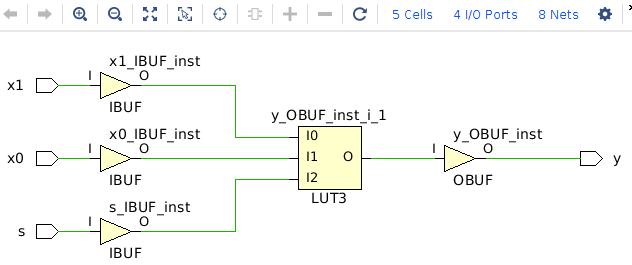 5 Cells 4 I/O Ports 8 Nets
x1_IBUF_inst
x1 I O
IBUF
y_OBUF_inst_i_1
x0_IBUF_inst I0 y_OBUF_inst
x0 I O I1 O I O y
IBUF I2 OBUF
LUT3
s_IBUF_inst
s I O
IBUF